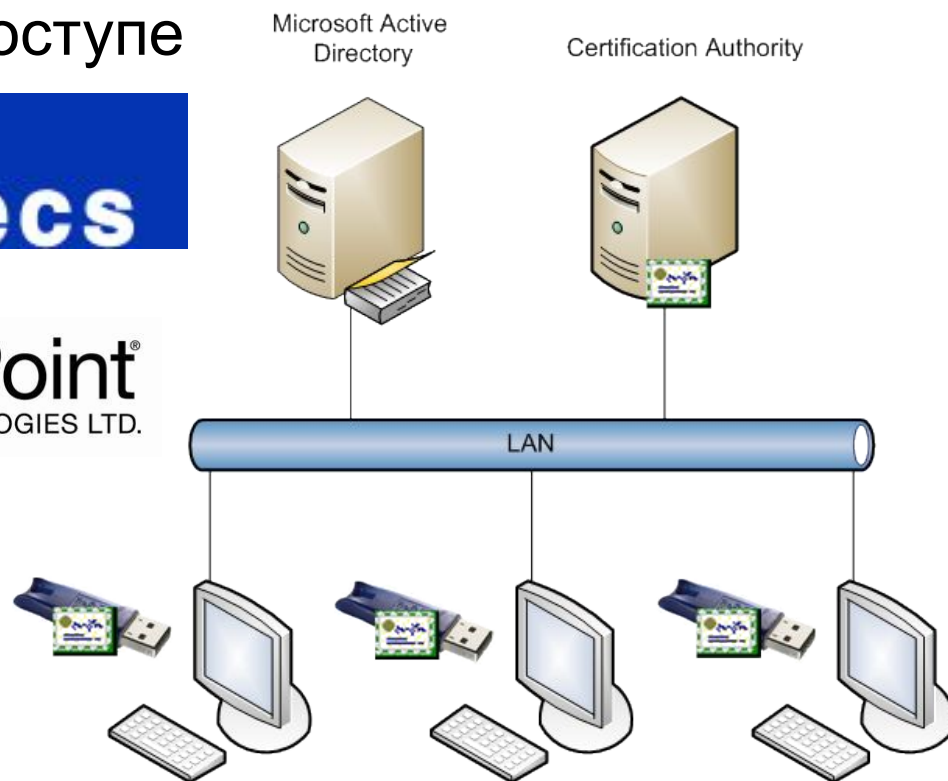 оступе
Microsoft Active
Directory
Certification Authority
ecs
Point®
OGIES LTD.
LAN